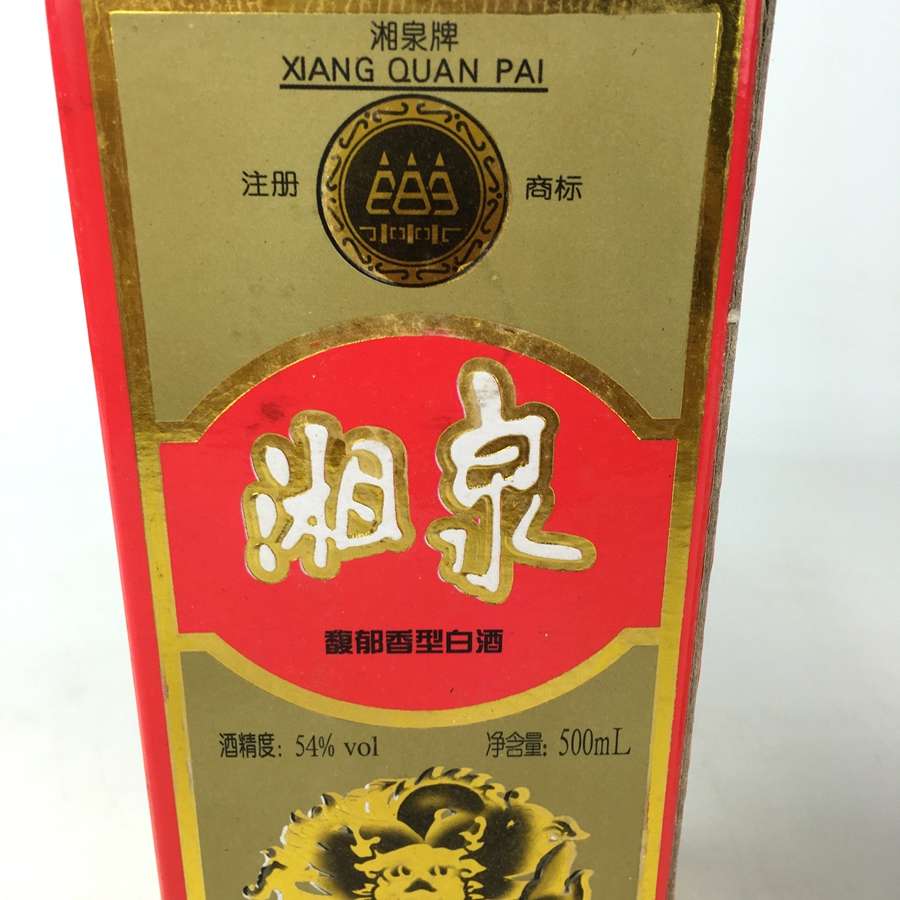 湘泉牌
XIANG QUAN PAI
注册 商标
湘泉
馥郁香型白酒
酒精度: 54% vol 净含量: 500mL